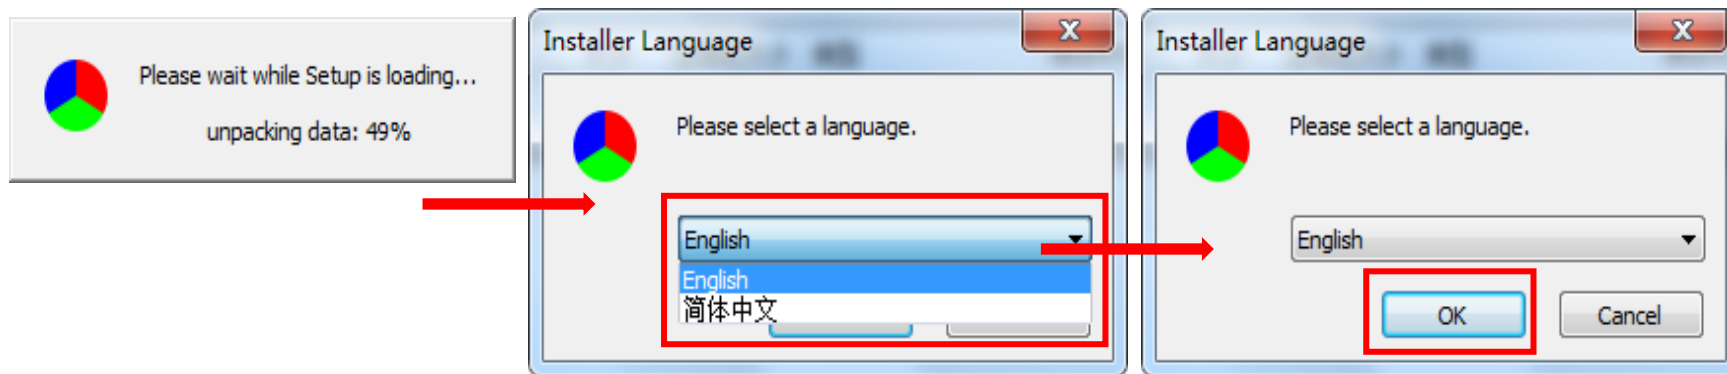 Please wait while Setup is loading...
unpacking data: 49%
Installer Language
Please select a language.
English
English
简体中文
Installer Language
Please select a language.
English
OK
Cancel